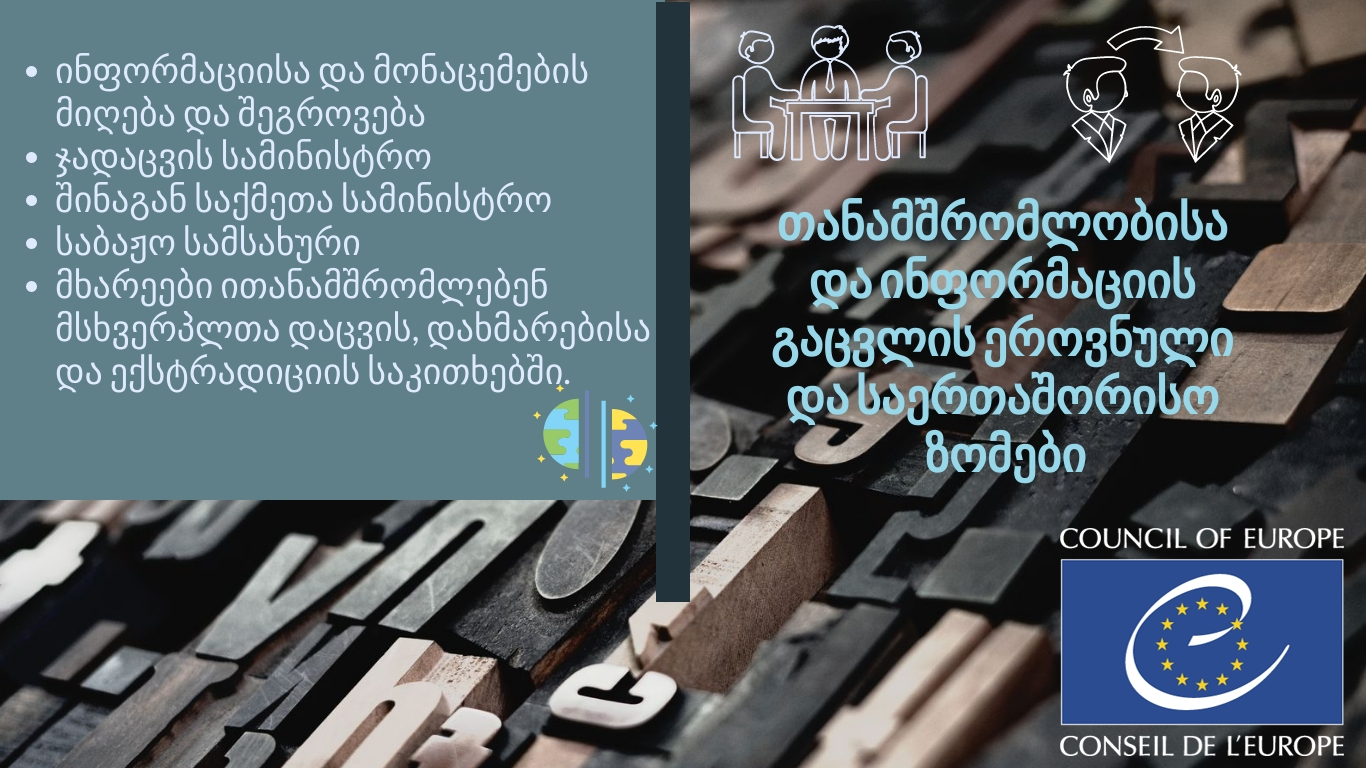 • ინფორმაციისა და მონაცემების
მიღება და შეგროვება
• ჯადაცვის სამინისტრო
• შინაგან საქმეთა სამინისტრო
• საბაჟო სამსახური
• მხარეები ითანამშრომლებენ
მსხვერპლთა დაცვის, დახმარებისა
და ექსტრადიციის საკითხებში.
თანამშრომლობისა
და ინფორმაციის
გაცვლის ეროვნული
და საერთაშორისო
ზომები
COUNCIL OF EUROPE
CONSEIL DE L'EUROPE